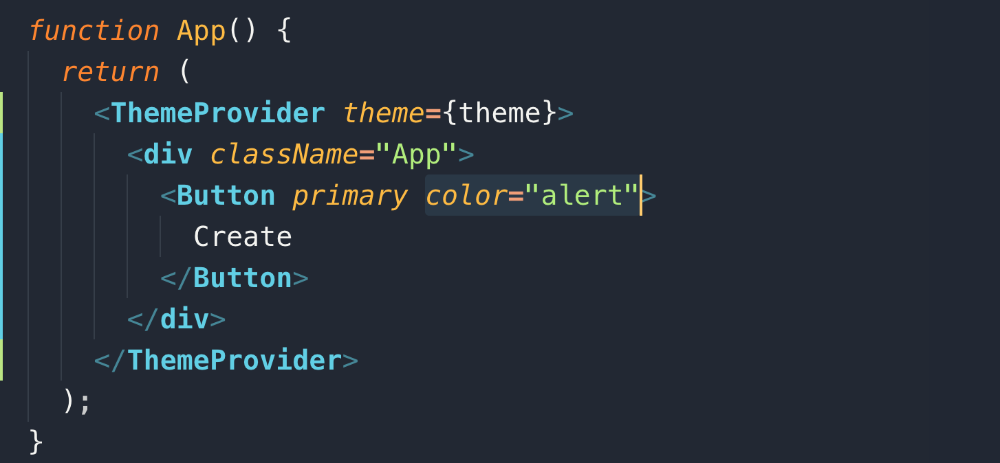 function App() {
  return (
    <ThemeProvider theme={theme}>
      <div className="App">
        <Button primary color="alert">
          Create
        </Button>
      </div>
    </ThemeProvider>
  );
}